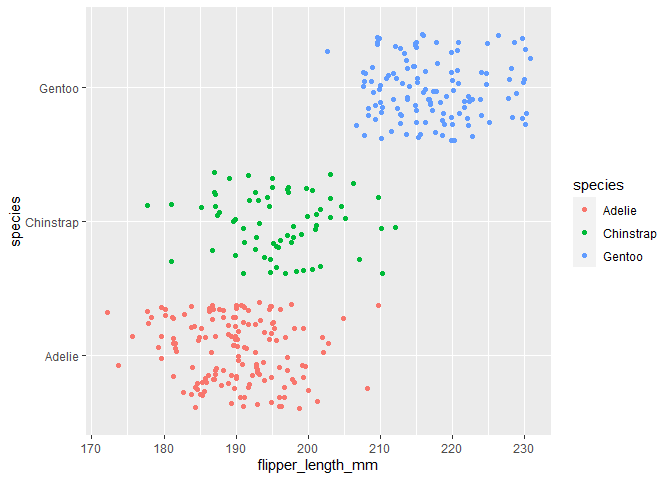 Gentoo
Chinstrap
Adelie
species
170 180 190 200 210 220 230
flipper_length_mm
species
Adelie
Chinstrap
Gentoo